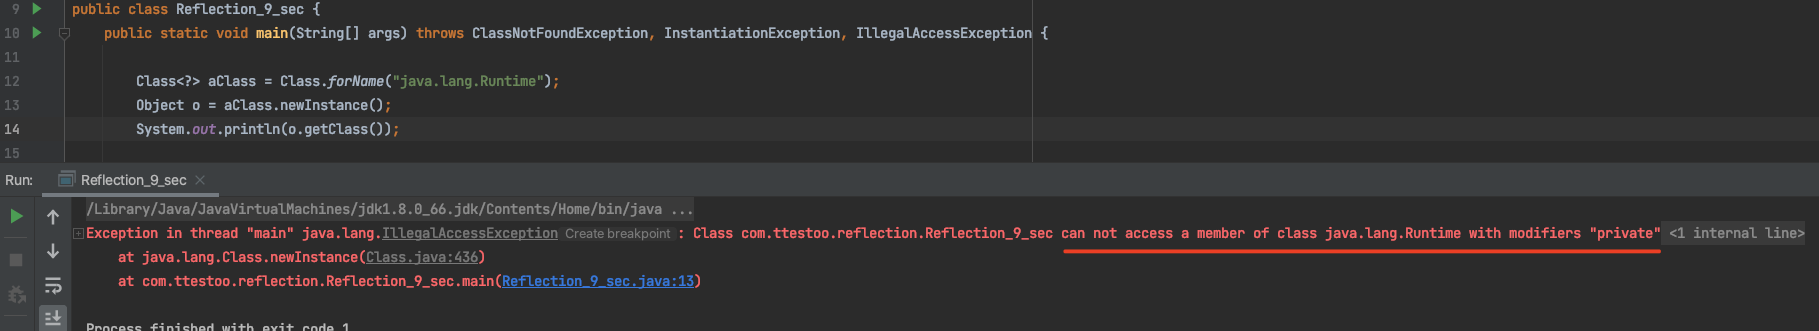 9 public class Reflection_9_sec {
10 public static void main(String[] args) throws ClassNotFoundException, InstantiationException, IllegalAccessException {
11
12 Class<?> aClass = Class.forName("java.lang.Runtime");
13 Object o = aClass.newInstance();
14 System.out.println(o.getClass());
15
Run: Reflection_9_sec ×
/Library/Java/JavaVirtualMachines/jdk1.8.0_66.jdk/Contents/Home/bin/java ...
Exception in thread "main" java.lang.IllegalAccessException Create breakpoint : Class com.ttestoo.reflection.Reflection_9_sec can not access a member of class java.lang.Runtime with modifiers "private" <1 internal line>
at java.lang.Class.newInstance(Class.java:436)
at com.ttestoo.reflection.Reflection_9_sec.main(Reflection_9_sec.java:13)
Process finished with exit code 1